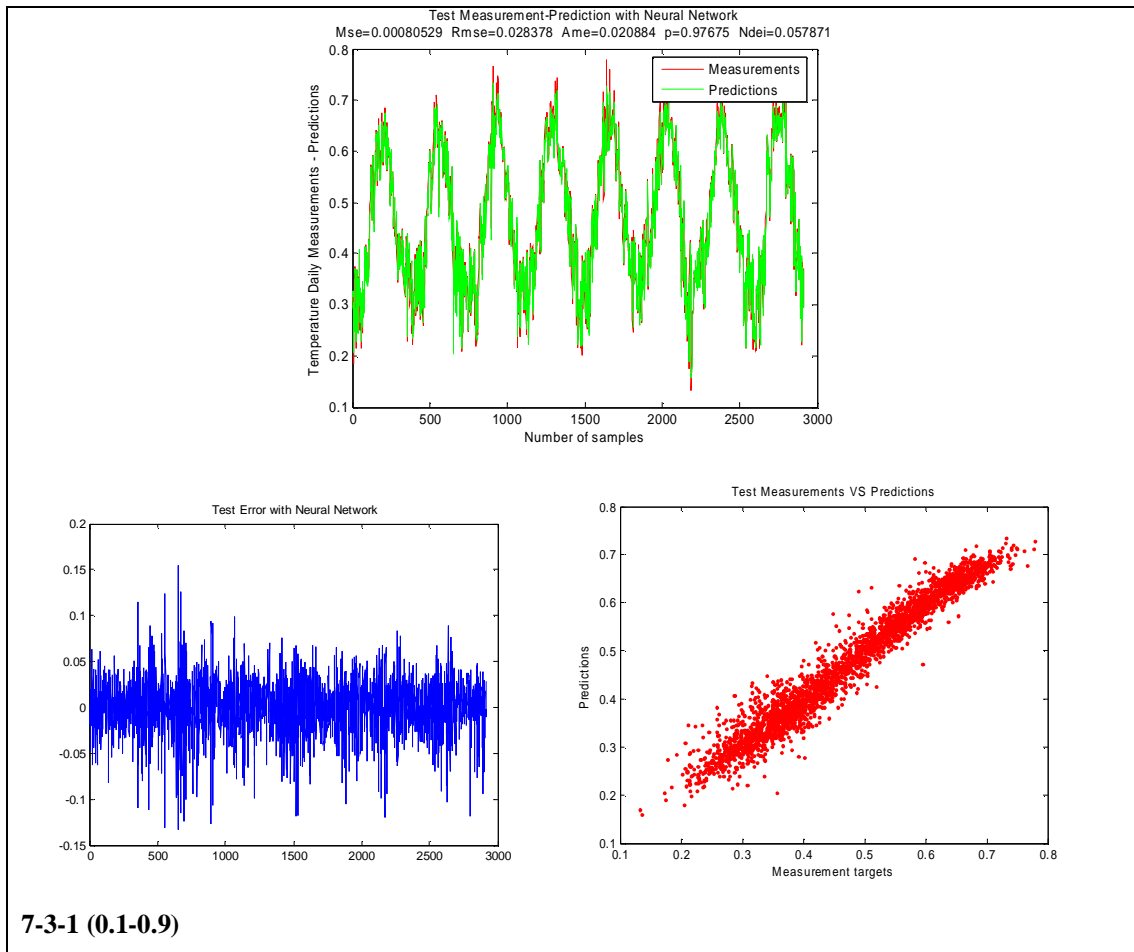 Test Measurement-Prediction with Neural Network
Mse=0.00080529 Rmse=0.028378 Ame=0.020884 p=0.97675 Ndei=0.057871
0.8
0.7
0.6
0.5
0.4
0.3
0.2
0.1
Temperature Daily Measurements - Predictions
Measurements
Predictions
0 500 1000 1500 2000 2500 3000
Number of samples
Test Error with Neural Network
0.2
0.15
0.1
0.05
0
-0.05
-0.1
-0.15
0 500 1000 1500 2000 2500 3000
Test Measurements VS Predictions
0.8
0.7
0.6
0.5
0.4
0.3
0.2
0.1
Predictions
0.1 0.2 0.3 0.4 0.5 0.6 0.7 0.8
Measurement targets
7-3-1 (0.1-0.9)